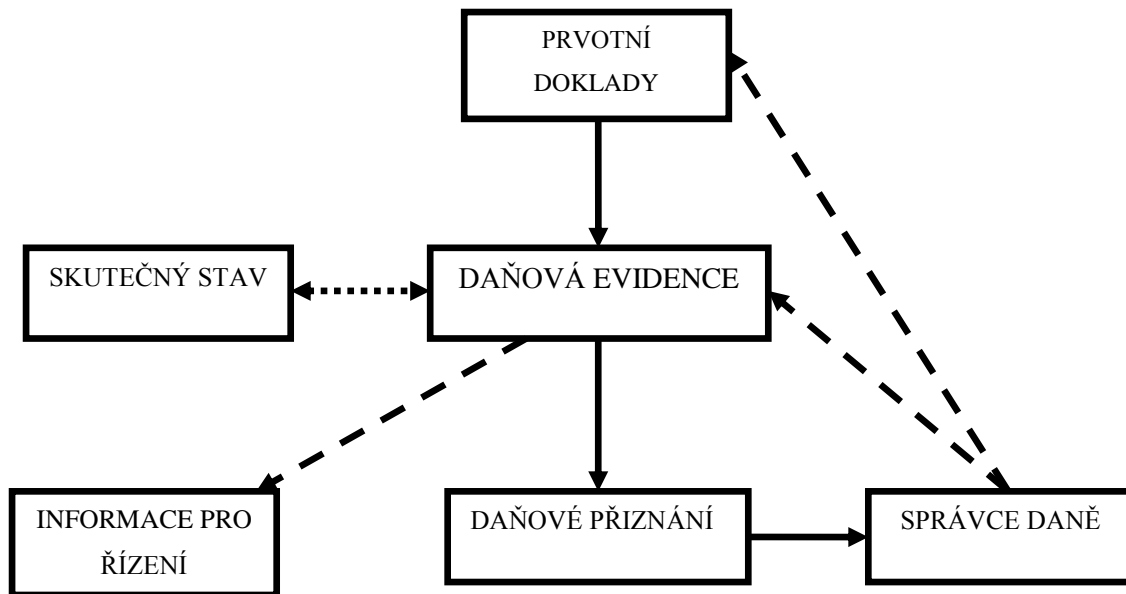 PRVOTNÍ
DOKLADY
SKUTEČNÝ STAV
DAŇOVÁ EVIDENCE
INFORMACE PRO
ŘÍZENÍ
DAŇOVÉ PŘIZNÁNÍ
SPRÁVCE DANĚ